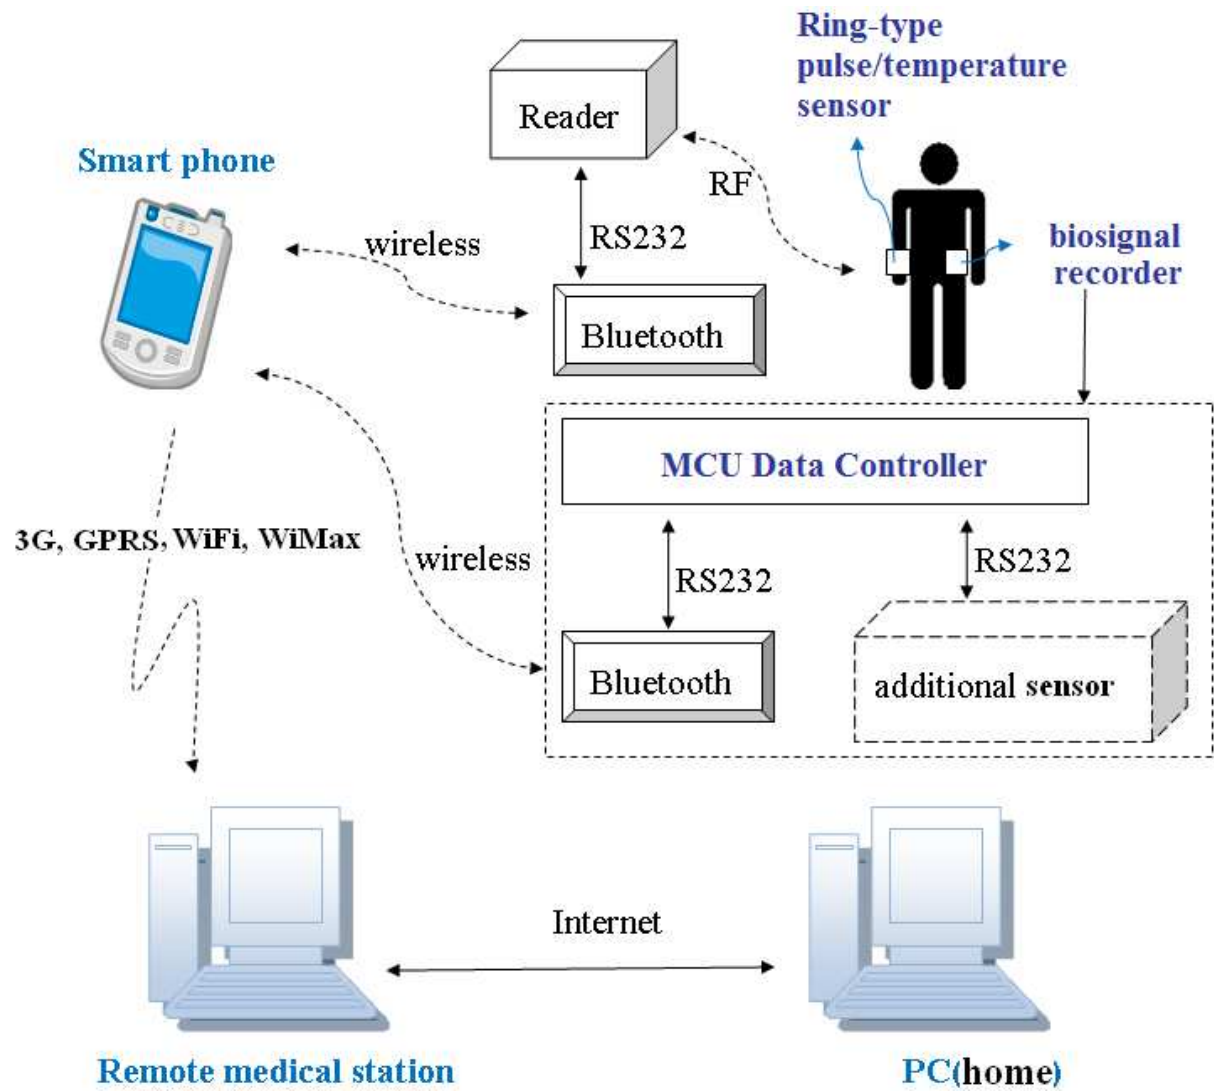 Ring-type
pulse/temperature
sensor
Reader
Smart phone
RF
wireless
RS232
biosignal
recorder
Bluetooth
MCU Data Controller
3G, GPRS, WiFi, WiMax
wireless
RS232
RS232
Bluetooth
additional sensor
Internet
Remote medical station
PC(home)